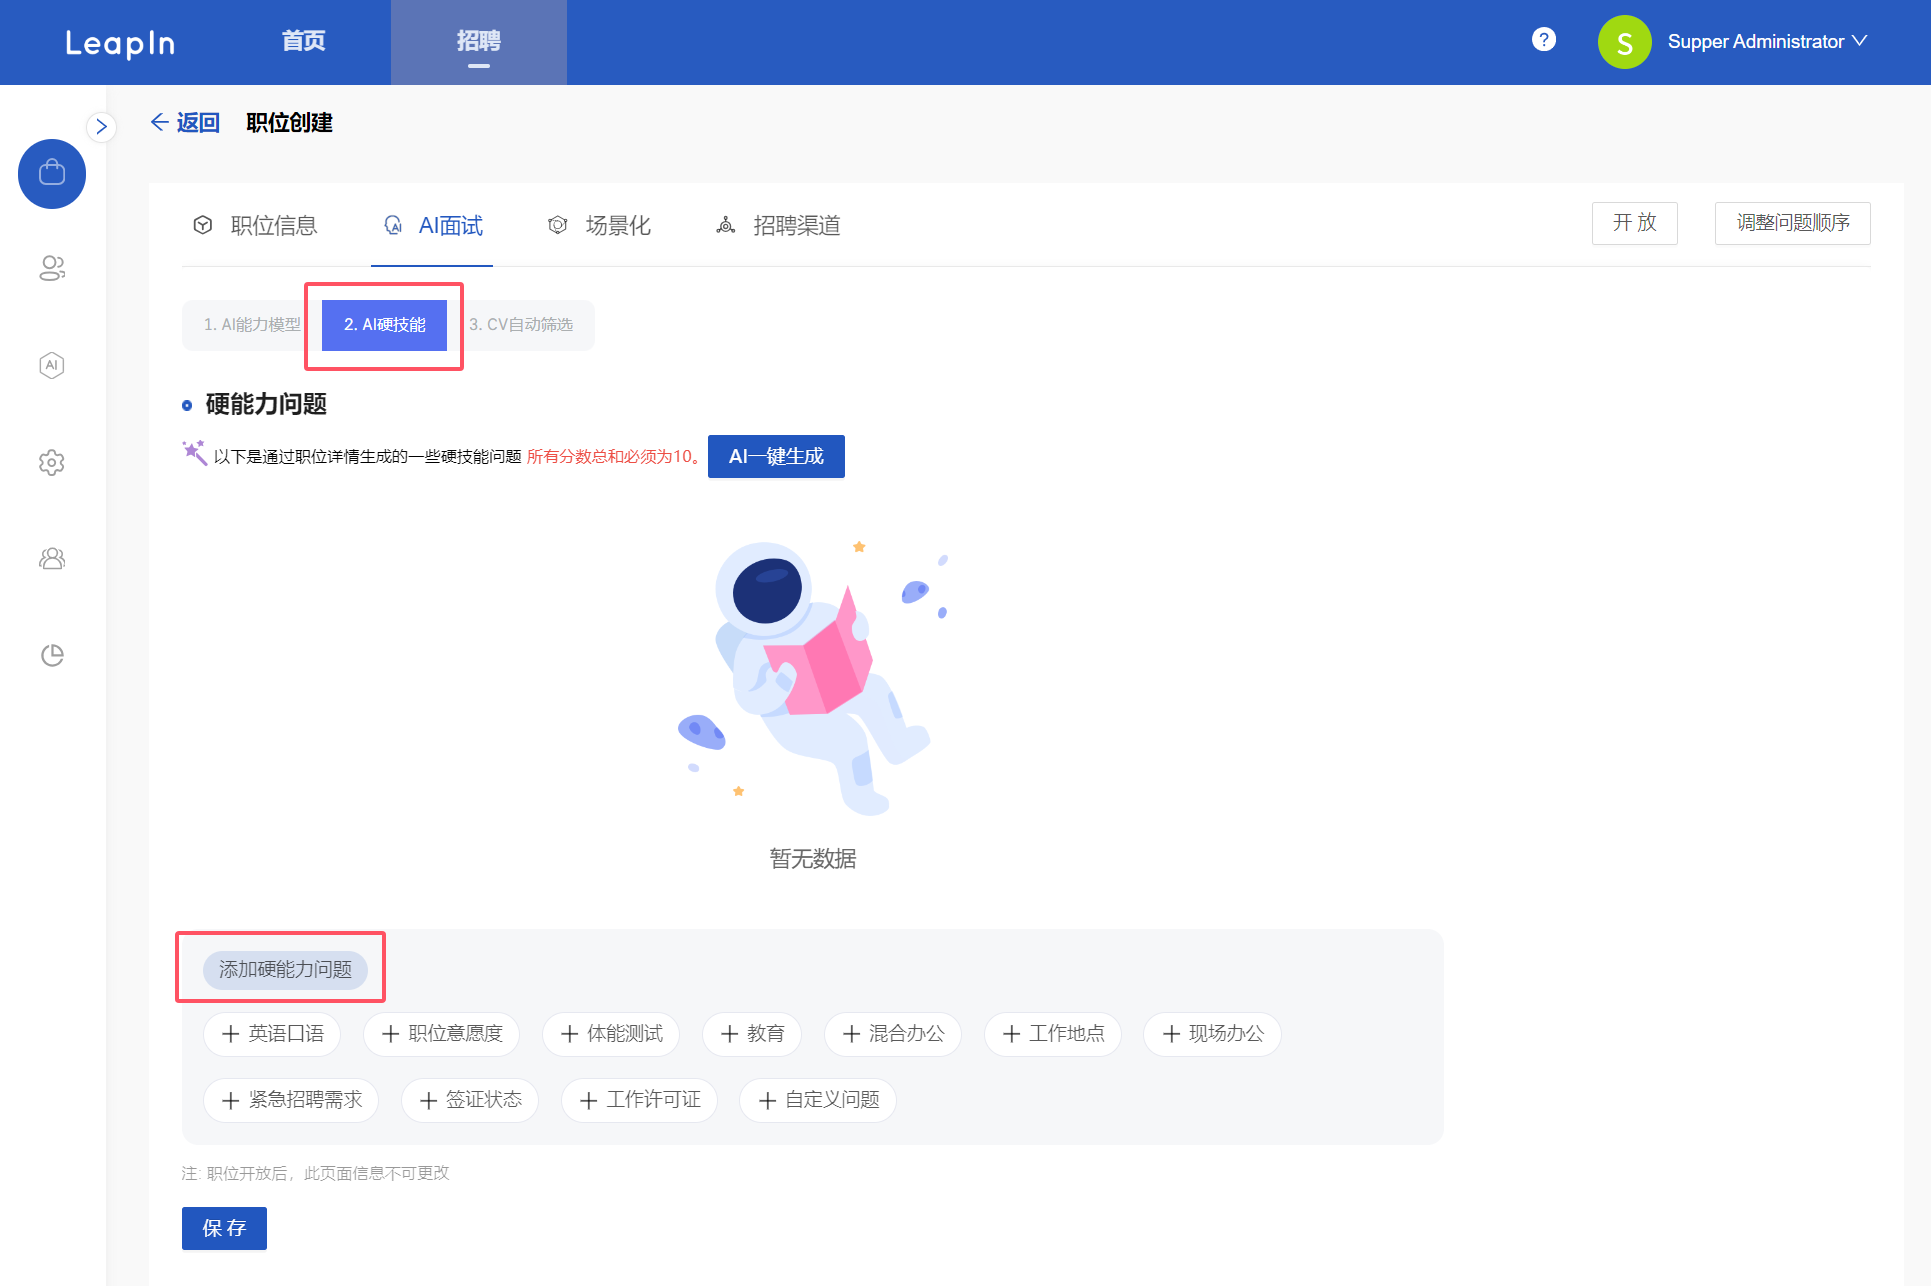 LeapIn 首页 招聘 ? S Supper Administrator
返回 职位创建
职位信息 AI面试 场景化 招聘渠道 开 放 调整问题顺序
1. AI能力模型 2. AI硬技能 3. CV自动筛选
硬能力问题
以下是通过职位详情生成的一些硬技能问题 所有分数总和必须为10。 AI一键生成
暂无数据
添加硬能力问题
英语口语 职位意愿度 体能测试 教育 混合办公 工作地点 现场办公
紧急招聘需求 签证状态 工作许可证 自定义问题
注: 职位开放后，此页面信息不可更改
保 存
AI